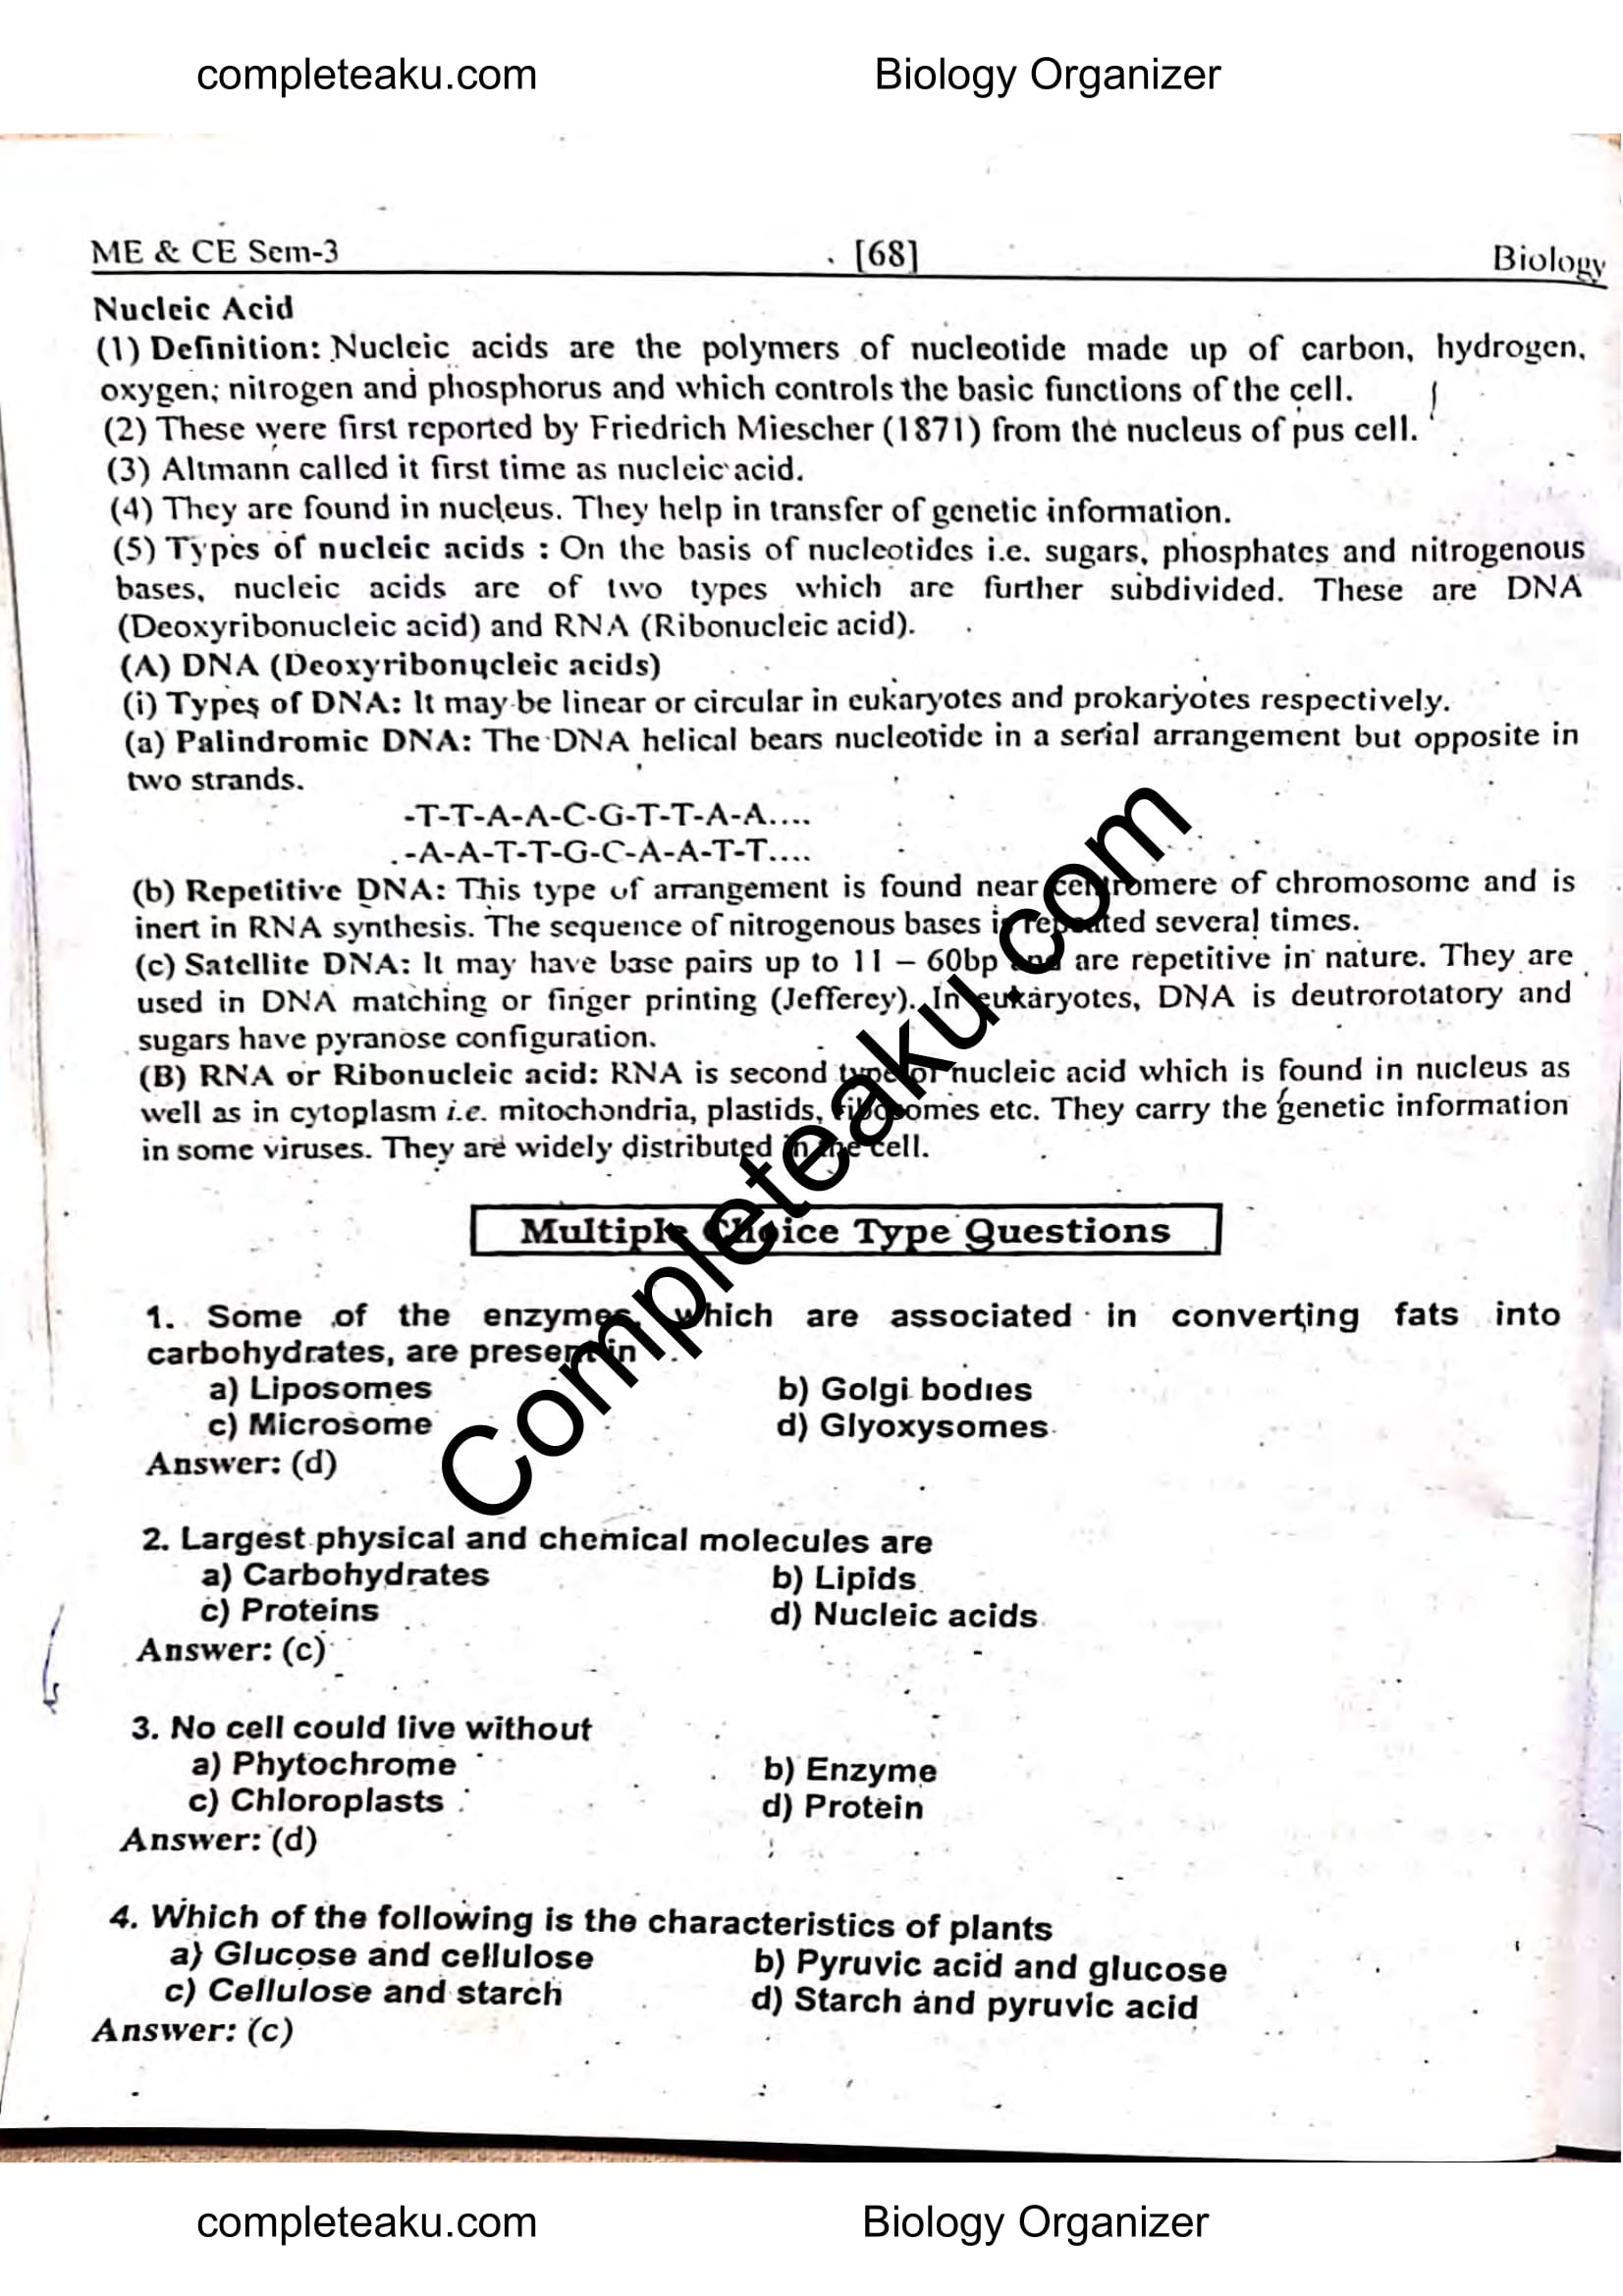 completeaku.com Biology Organizer
ME & CE Sem-3 [68] Biology
Nucleic Acid
(1) Definition: Nucleic acids are the polymers of nucleotide made up of carbon, hydrogen,
oxygen; nitrogen and phosphorus and which controls the basic functions of the cell.
(2) These were first reported by Friedrich Miescher (1871) from the nucleus of pus cell.
(3) Altmann called it first time as nucleic acid.
(4) They are found in nucleus. They help in transfer of genetic information.
(5) Types of nucleic acids : On the basis of nucleotides i.e. sugars, phosphates and nitrogenous
bases, nucleic acids are of two types which are further subdivided. These are DNA
(Deoxyribonucleic acid) and RNA (Ribonucleic acid).
(A) DNA (Deoxyribonucleic acids)
(i) Types of DNA: It may be linear or circular in eukaryotes and prokaryotes respectively.
(a) Palindromic DNA: The DNA helical bears nucleotide in a serial arrangement but opposite in
two strands.
-T-T-A-A-C-G-T-T-A-A....
-A-A-T-T-G-C-A-A-T-T....
(b) Repetitive DNA: This type of arrangement is found near centromere of chromosome and is
inert in RNA synthesis. The sequence of nitrogenous bases is repeated several times.
(c) Satellite DNA: It may have base pairs up to 11 – 60bp and are repetitive in nature. They are
used in DNA matching or finger printing (Jefferey). In eukaryotes, DNA is deutrorotatory and
sugars have pyranose configuration.
(B) RNA or Ribonucleic acid: RNA is second type of nucleic acid which is found in nucleus as
well as in cytoplasm i.e. mitochondria, plastids, ribosomes etc. They carry the genetic information
in some viruses. They are widely distributed in the cell.
Completeaku.com
Multiple Choice Type Questions
1. Some of the enzymes, which are associated in converting fats into
carbohydrates, are present in
a) Liposomes b) Golgi bodies
c) Microsome d) Glyoxysomes
Answer: (d)
2. Largest physical and chemical molecules are
a) Carbohydrates b) Lipids
c) Proteins d) Nucleic acids
Answer: (c)
3. No cell could live without
a) Phytochrome b) Enzyme
c) Chloroplasts d) Protein
Answer: (d)
4. Which of the following is the characteristics of plants
a) Glucose and cellulose b) Pyruvic acid and glucose
c) Cellulose and starch d) Starch and pyruvic acid
Answer: (c)
completeaku.com Biology Organizer